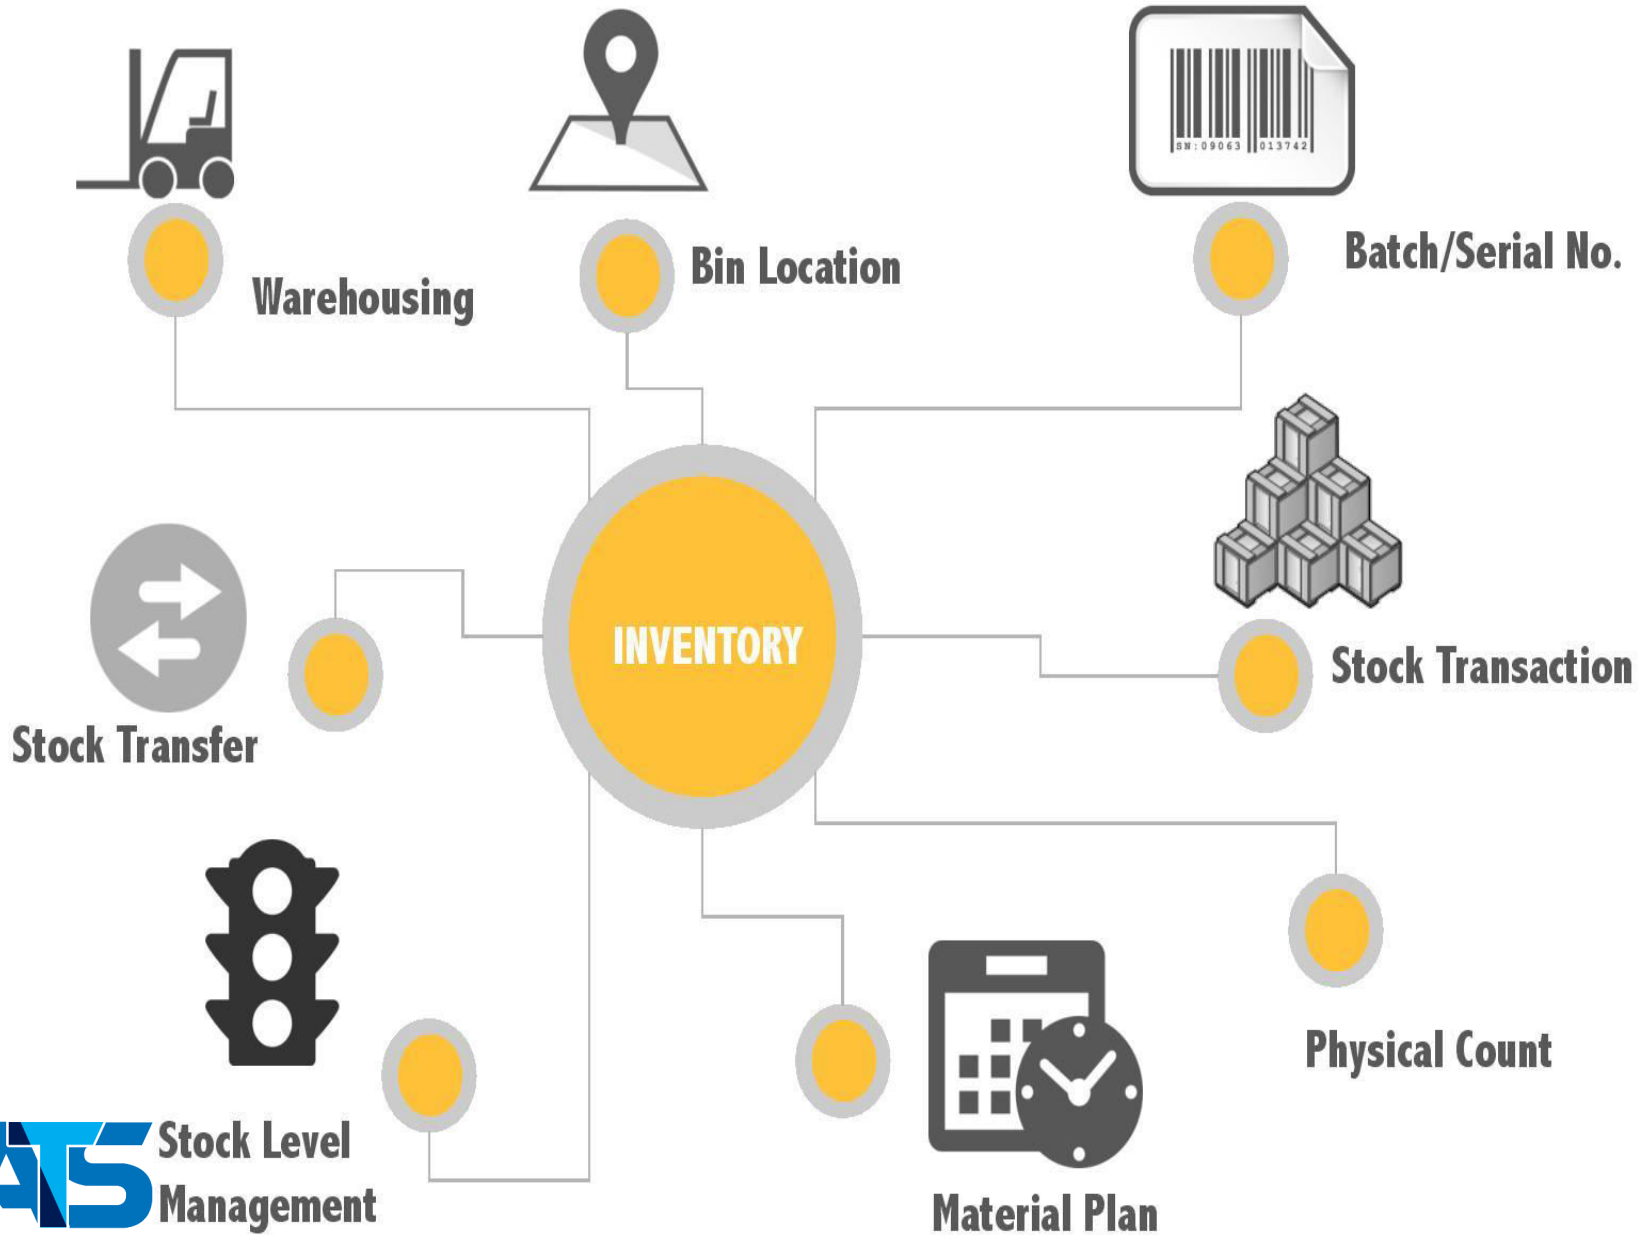 SN:09063 013742
Warehousing
Bin Location
Batch/Serial No.
INVENTORY
Stock Transfer
Stock Transaction
Stock Level
Management
Physical Count
Material Plan
ATS